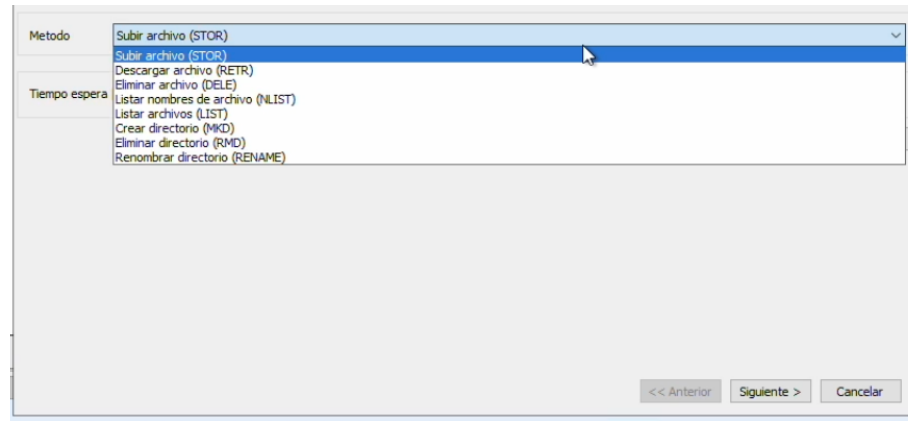 Metodo
Subir archivo (STOR)
Subir archivo (STOR)
Descargar archivo (RETR)
Eliminar archivo (DELE)
Tiempo espera
Listar nombres de archivo (NLIST)
Listar archivos (LIST)
Crear directorio (MKD)
Eliminar directorio (RMD)
Renombrar directorio (RENAME)
<< Anterior
Siguiente >
Cancelar